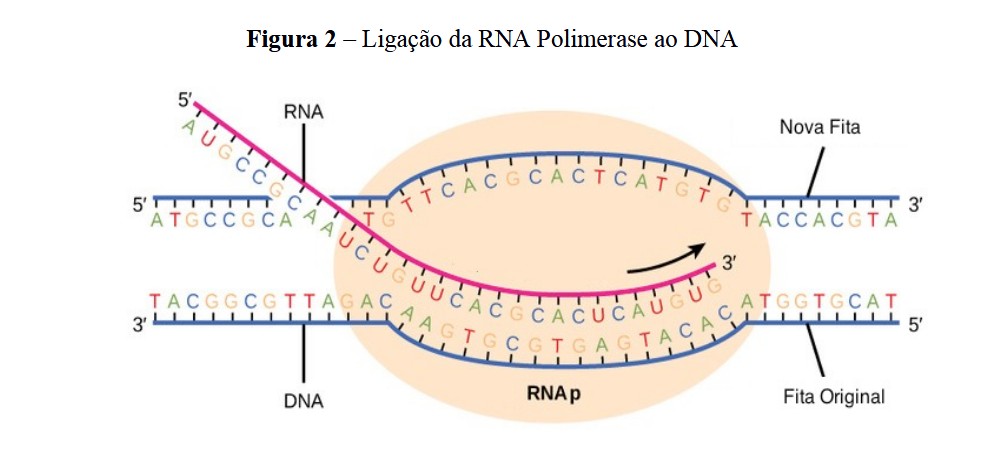 Figura 2 – Ligação da RNA Polimerase ao DNA
5′
RNA
Nova Fita
AUGCCGCAAUCUGUUCACGCACUCAUGUG
3′
5′
ATGCCGCA
TG
TTCACGCACTCATGTG
TACCACGTA
3′
TACGGCGTTAGAC
AAGTGCGTGAGTACAC
ATGGTGCAT
3′
5′
RNAp
DNA
Fita Original